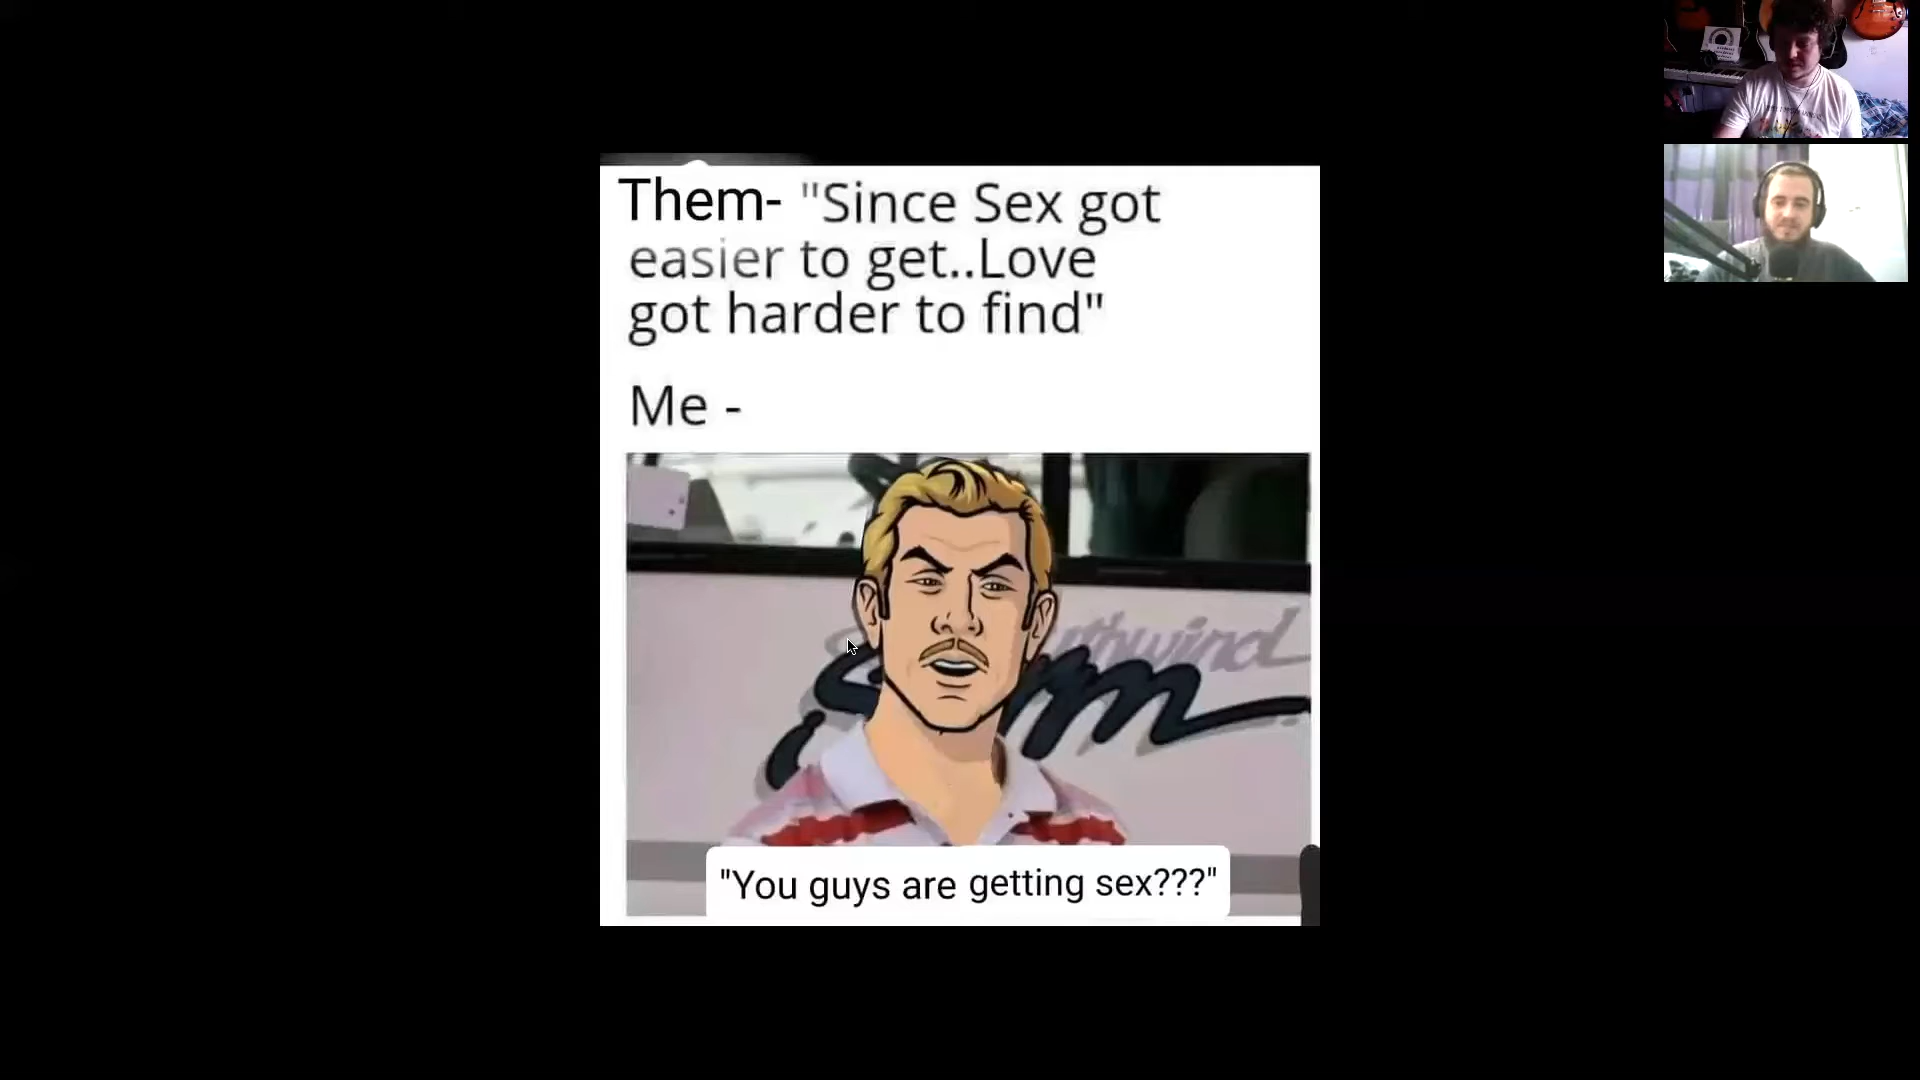 Them- "Since Sex got
easier to get..Love
got harder to find"
Me -
"You guys are getting sex???"